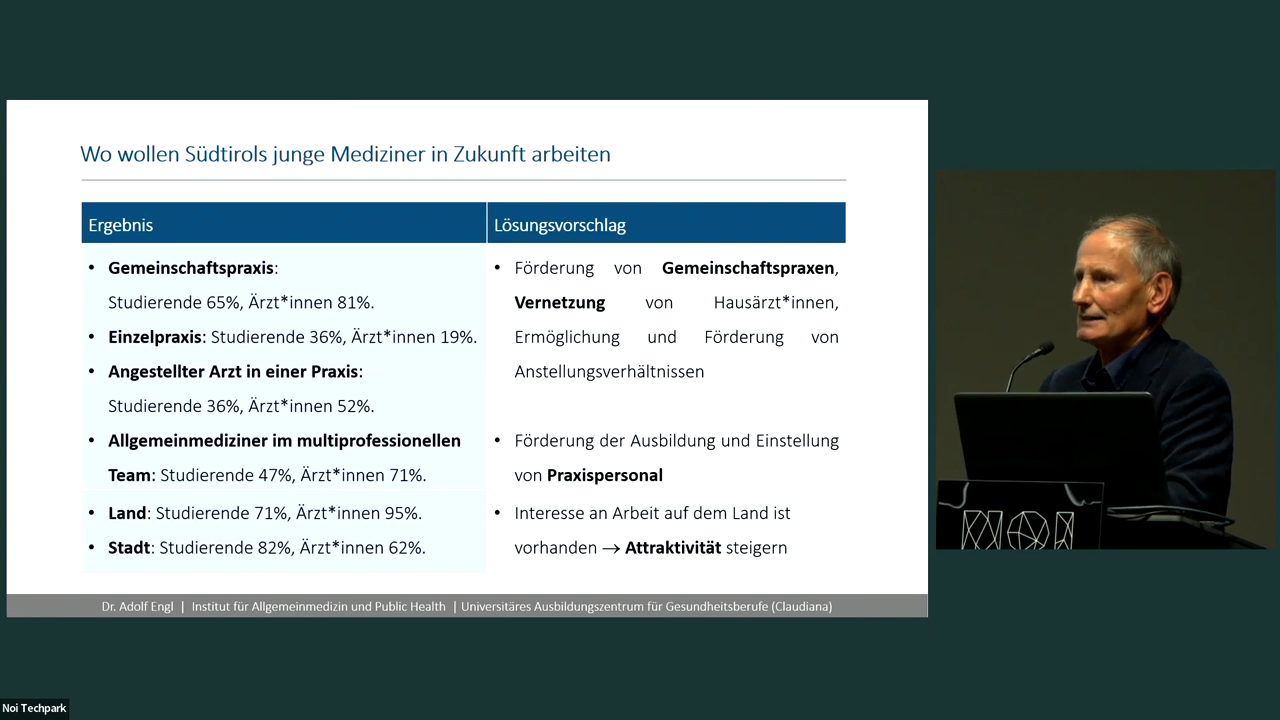 Wo wollen Südtirols junge Mediziner in Zukunft arbeiten
Ergebnis
Lösungsvorschlag
• Gemeinschaftspraxis:
Studierende 65%, Ärzt*innen 81%.
• Einzelpraxis: Studierende 36%, Ärzt*innen 19%.
• Angestellter Arzt in einer Praxis:
Studierende 36%, Ärzt*innen 52%.
• Allgemeinmediziner im multiprofessionellen
Team: Studierende 47%, Ärzt*innen 71%.
• Land: Studierende 71%, Ärzt*innen 95%.
• Stadt: Studierende 82%, Ärzt*innen 62%.
• Förderung von Gemeinschaftspraxen,
Vernetzung von Hausärzt*innen,
Ermöglichung und Förderung von
Anstellungsverhältnissen
• Förderung der Ausbildung und Einstellung
von Praxispersonal
• Interesse an Arbeit auf dem Land ist
vorhanden → Attraktivität steigern
Dr. Adolf Engl | Institut für Allgemeinmedizin und Public Health | Universitäres Ausbildungszentrum für Gesundheitsberufe (Claudiana)
NOI
Noi Techpark